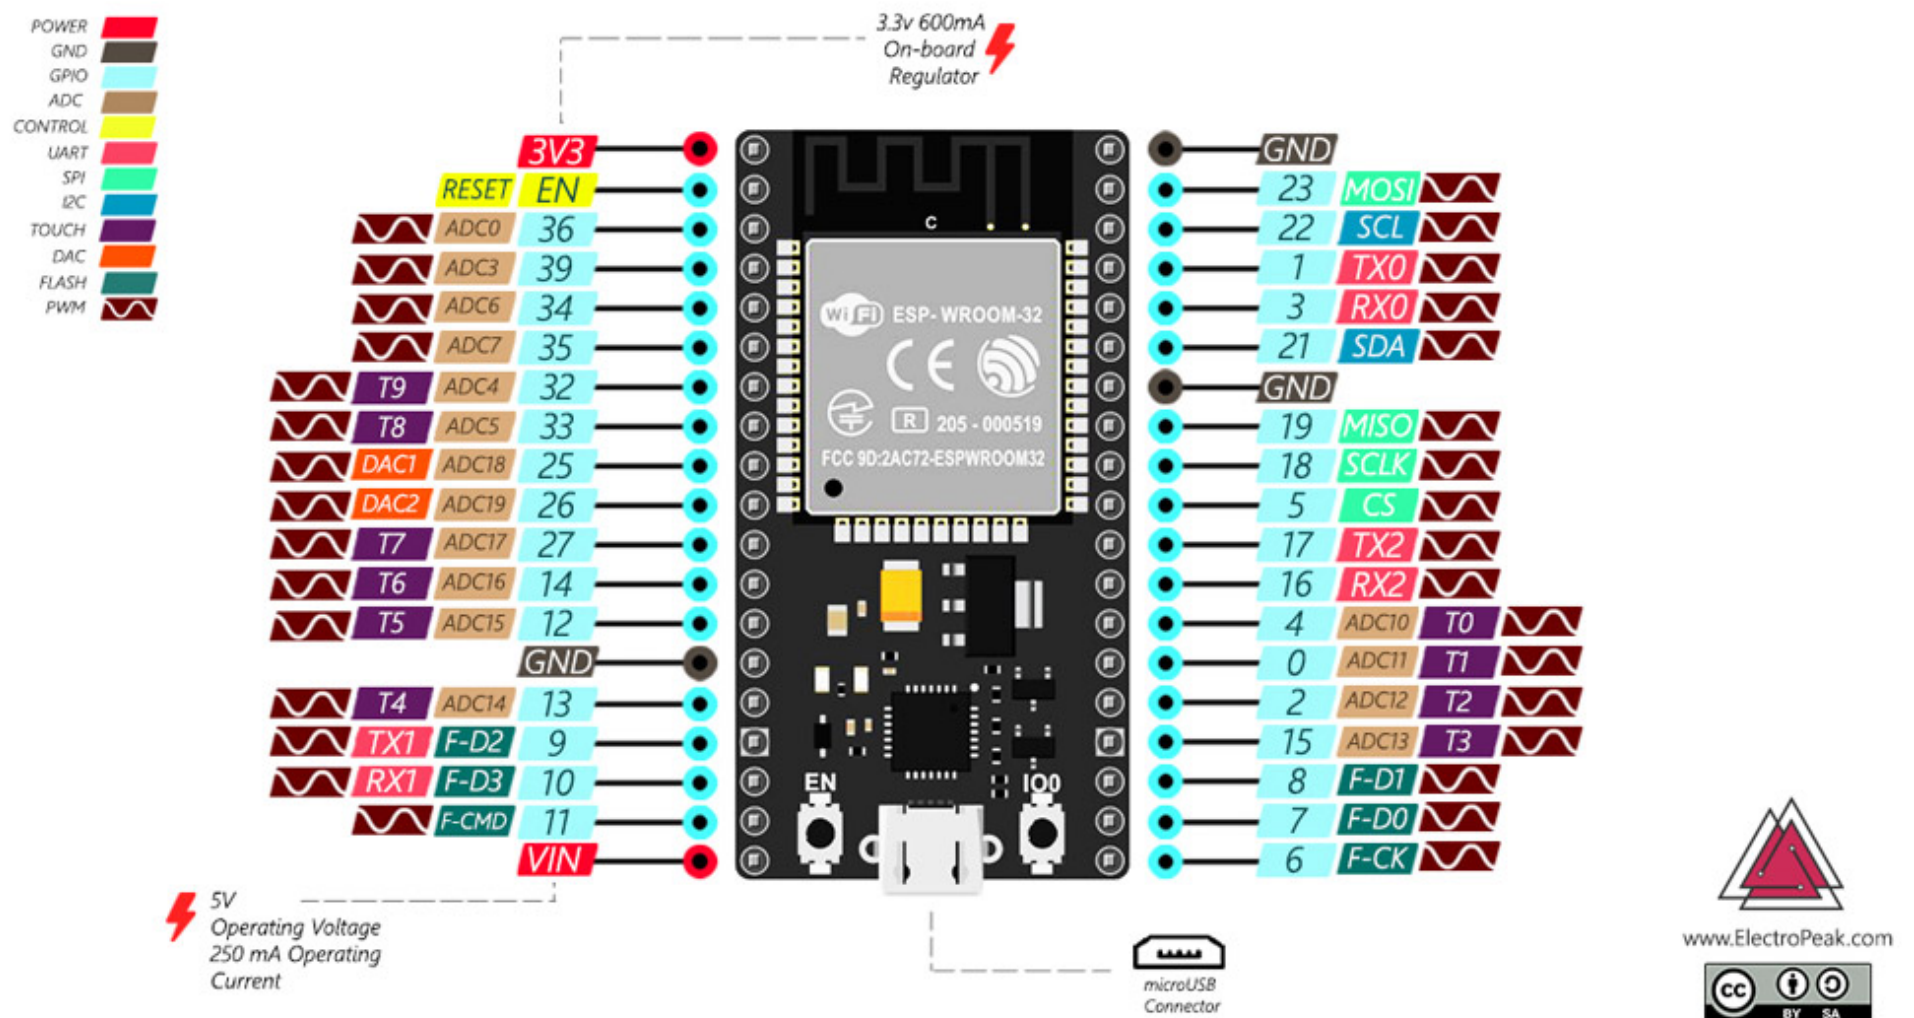 POWER
GND
GPIO
ADC
CONTROL
UART
SPI
I2C
TOUCH
DAC
FLASH
PWM
3.3v 600mA
On-board
Regulator
3V3
RESET EN
ADC0 36
ADC3 39
ADC6 34
ADC7 35
T9 ADC4 32
T8 ADC5 33
DAC1 ADC18 25
DAC2 ADC19 26
T7 ADC17 27
T6 ADC16 14
T5 ADC15 12
GND
T4 ADC14 13
TX1 F-D2 9
RX1 F-D3 10
F-CMD 11
VIN
5V
Operating Voltage
250 mA Operating
Current
C
WiFi ESP-WROOM-32
CE
R 205-000519
FCC 9D:2AC72-ESPWROOM32
EN
IO0
GND
23 MOSI
22 SCL
1 TX0
3 RX0
21 SDA
GND
19 MISO
18 SCLK
5 CS
17 TX2
16 RX2
4 ADC10 T0
0 ADC11 T1
2 ADC12 T2
15 ADC13 T3
8 F-D1
7 F-D0
6 F-CK
microUSB
Connector
www.ElectroPeak.com
cc
BY SA